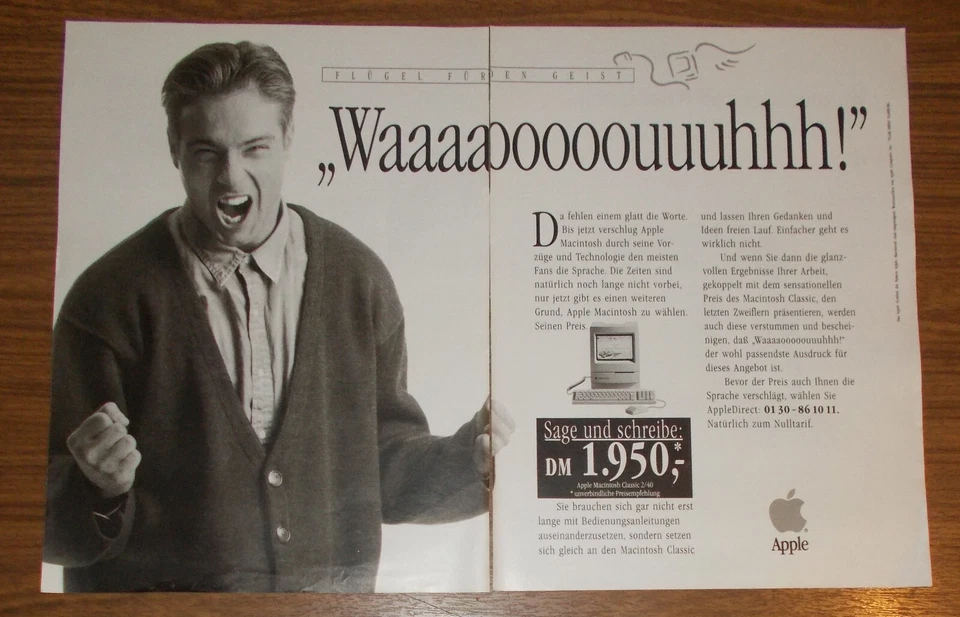 FLÜGEL FÜR DEN GEIST
„Waaaaooooouuuhhh!”
Da fehlen einem glatt die Worte.
Bis jetzt verschlug Apple
Macintosh durch seine Vor-
züge und Technologie den meisten
Fans die Sprache. Die Zeiten sind
natürlich noch lange nicht vorbei,
nur jetzt gibt es einen weiteren
Grund, Apple Macintosh zu wählen.
Seinen Preis.
Sage und schreibe:
DM 1.950,-*
Apple Macintosh Classic 2/40
* unverbindliche Preisempfehlung
Sie brauchen sich gar nicht erst
lange mit Bedienungsanleitungen
auseinanderzusetzen, sondern setzen
sich gleich an den Macintosh Classic
und lassen Ihren Gedanken und
Ideen freien Lauf. Einfacher geht es
wirklich nicht.
Und wenn Sie dann die glanz-
vollen Ergebnisse Ihrer Arbeit,
gekoppelt mit dem sensationellen
Preis des Macintosh Classic, den
letzten Zweiflern präsentieren, werden
auch diese verstummen und beschei-
nigen, daß „Waaaaooooouuuhhh!”
der wohl passendste Ausdruck für
dieses Angebot ist.
Bevor der Preis auch Ihnen die
Sprache verschlägt, wählen Sie
AppleDirect: 01 30 - 86 10 11.
Natürlich zum Nulltarif.
Apple